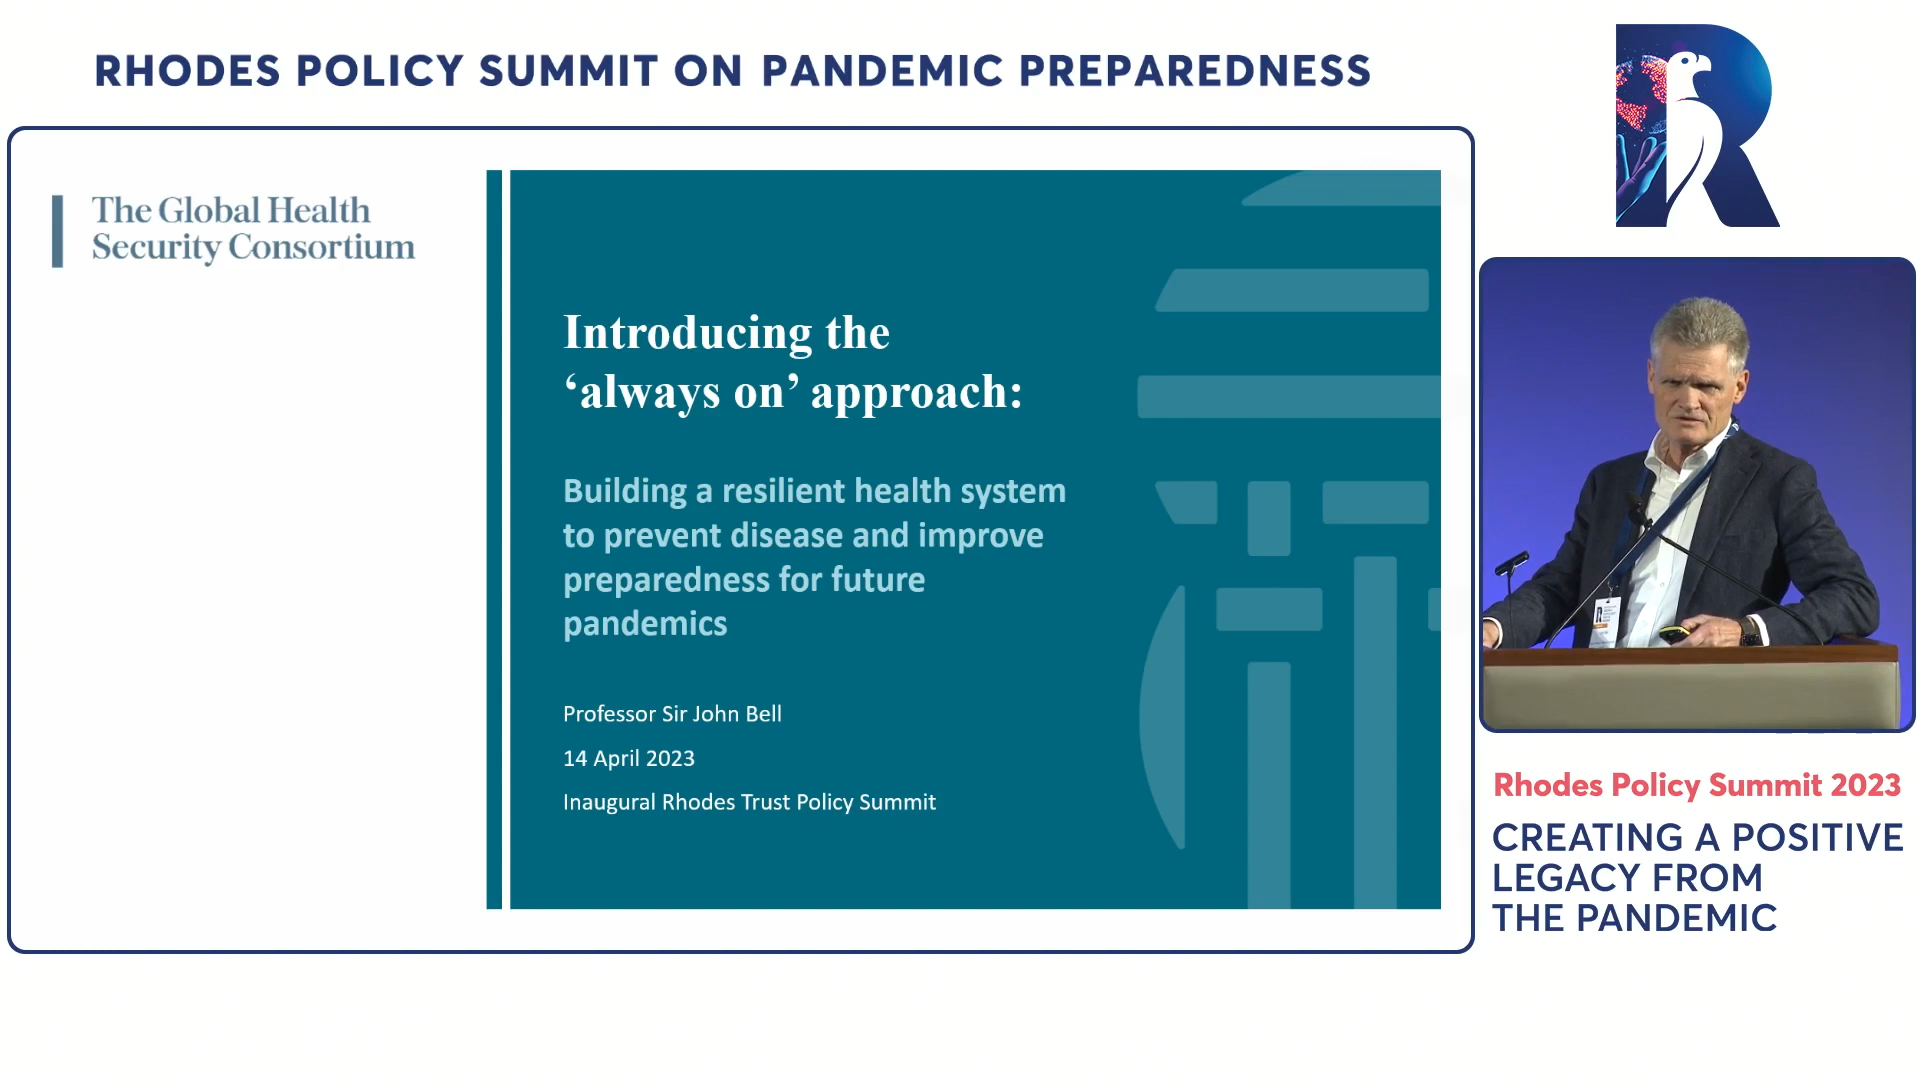 RHODES POLICY SUMMIT ON PANDEMIC PREPAREDNESS
The Global Health
Security Consortium
Introducing the
‘always on’ approach:
Building a resilient health system
to prevent disease and improve
preparedness for future
pandemics
Professor Sir John Bell
14 April 2023
Inaugural Rhodes Trust Policy Summit
R
Rhodes Policy Summit 2023
CREATING A POSITIVE
LEGACY FROM
THE PANDEMIC